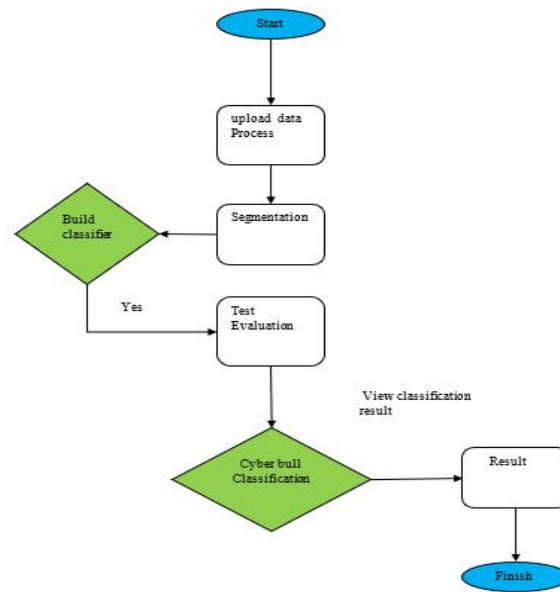 Start
upload data
Process
Segmentation
Build
classifier
Yes
Test
Evaluation
View classification
result
Cyber bull
Classification
Result
Finish